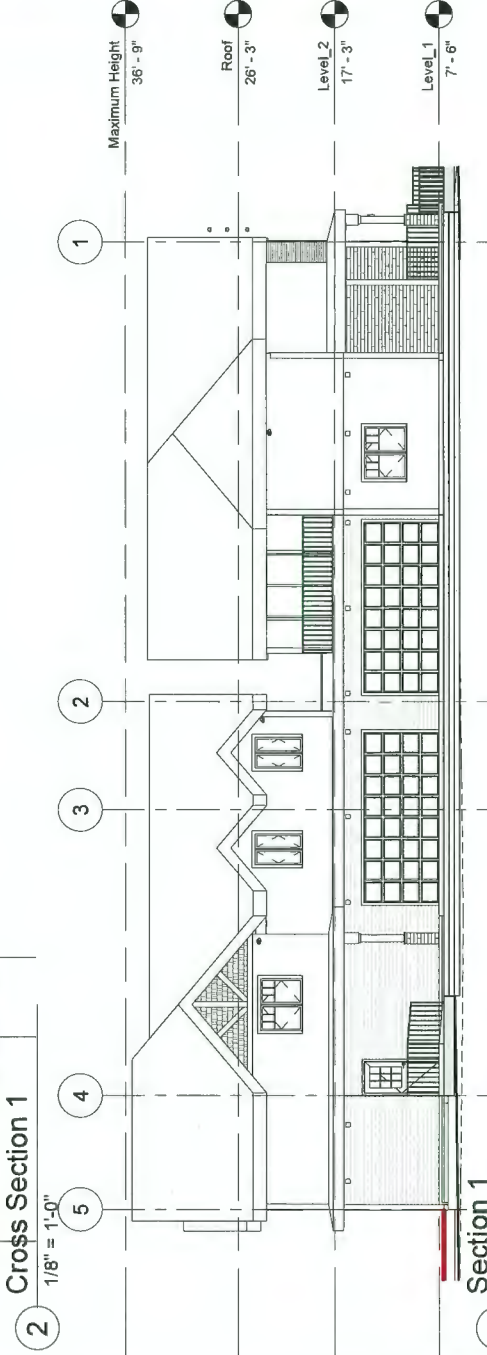 2
Cross Section 1
1/8" = 1'-0"
5
4
3
2
1
Maximum Height
36' - 9"
Roof
26' - 3"
Level_2
17' - 3"
Level_1
7' - 6"
Section 1